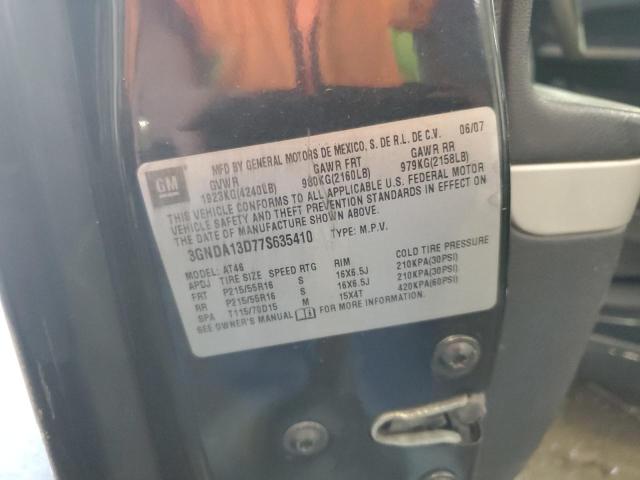 GM
MFD BY GENERAL MOTORS DE MEXICO, S. DE R.L. DE C.V. 06/07
GVWR GAWR FRT GAWR RR
1923KG(4240LB) 980KG(2160LB) 979KG(2158LB)
THIS VEHICLE CONFORMS TO ALL APPLICABLE U.S. FEDERAL MOTOR
VEHICLE SAFETY AND THEFT PREVENTION STANDARDS IN EFFECT ON
THE DATE OF MANUFACTURE SHOWN ABOVE.
3GNDA13D77S635410 TYPE: M.P.V.
MODEL: AT46
APDJ TIRE SIZE SPEED RTG RIM COLD TIRE PRESSURE
FRT P215/55R16 S 16X6.5J 210KPA(30PSI)
RR P215/55R16 S 16X6.5J 210KPA(30PSI)
SPA T115/70D15 M 15X4T 420KPA(60PSI)
SEE OWNER'S MANUAL FOR MORE INFORMATION.